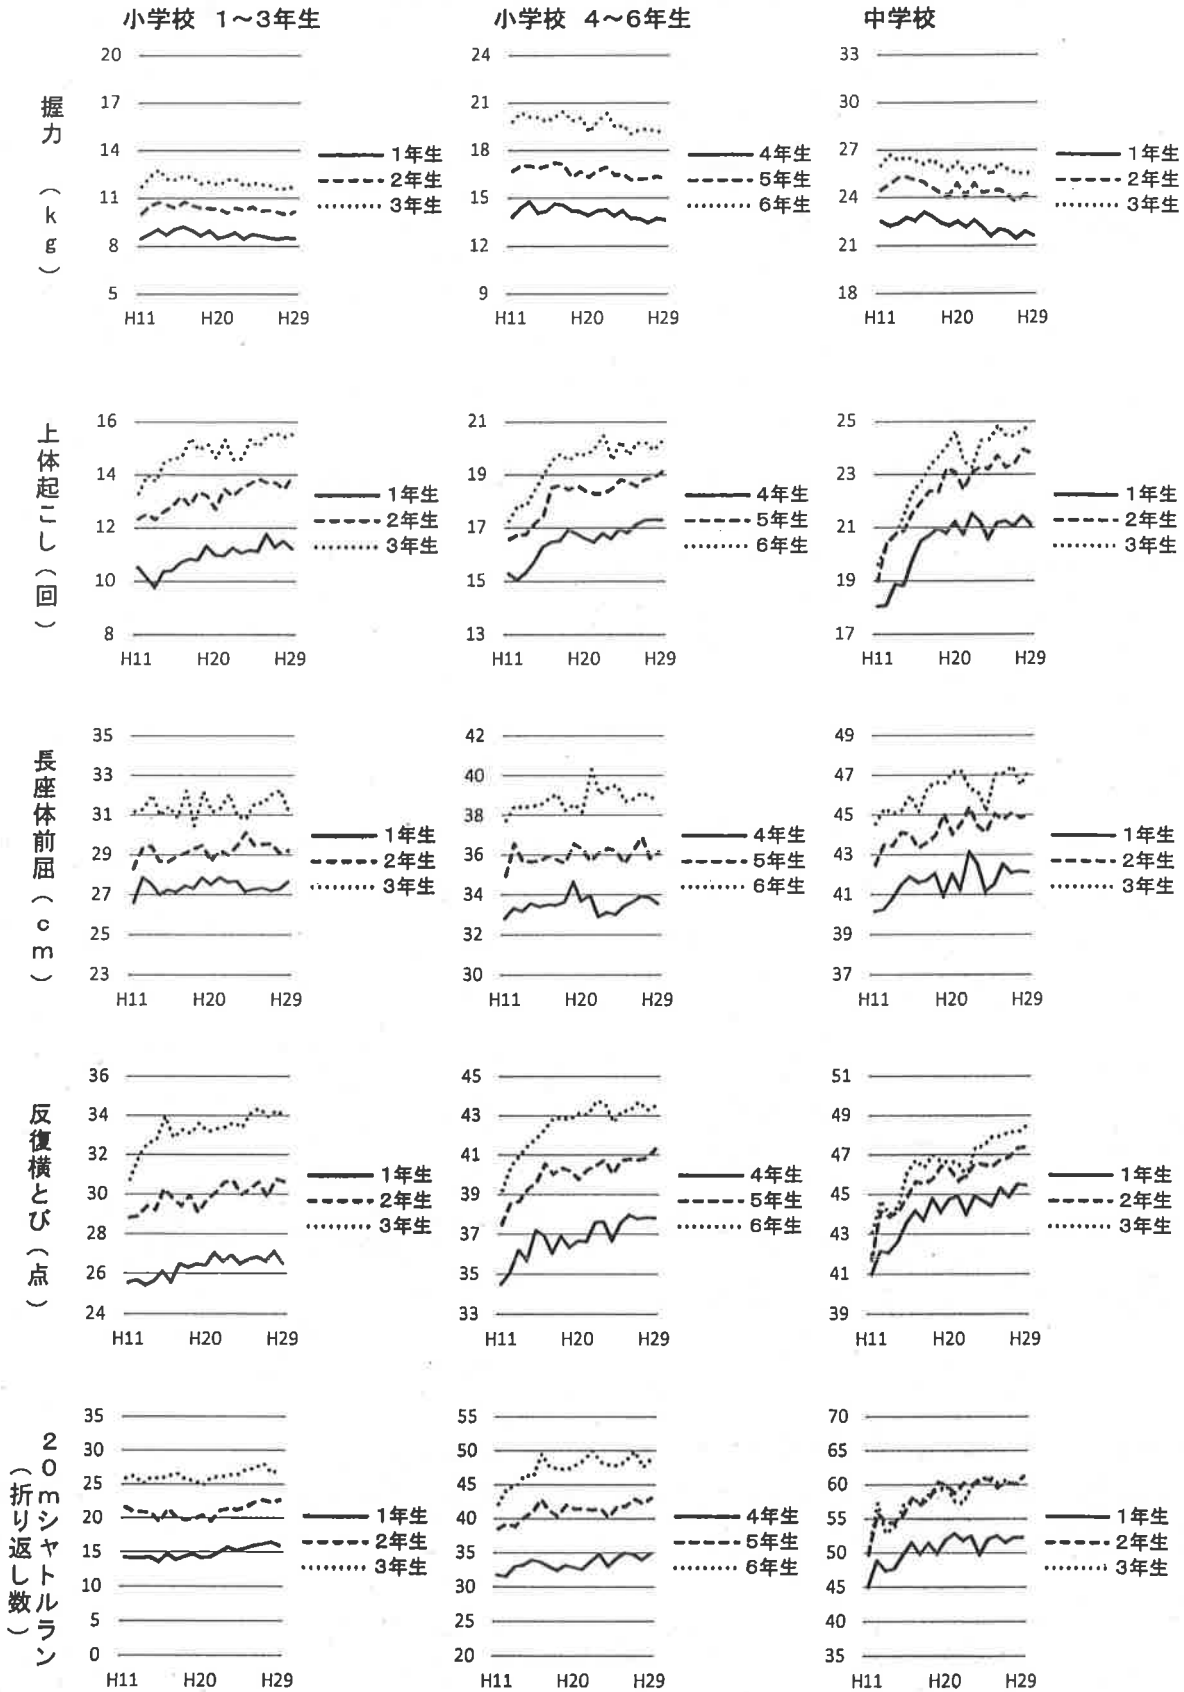 小学校 1～3年生
小学校 4～6年生
中学校
握力 (kg)
20
17
14
11
8
5
H11 H20 H29
1年生
2年生
3年生
24
21
18
15
12
9
H11 H20 H29
4年生
5年生
6年生
33
30
27
24
21
18
H11 H20 H29
1年生
2年生
3年生
上体起こし(回)
16
14
12
10
8
H11 H20 H29
1年生
2年生
3年生
21
19
17
15
13
H11 H20 H29
4年生
5年生
6年生
25
23
21
19
17
H11 H20 H29
1年生
2年生
3年生
長座体前屈(cm)
35
33
31
29
27
25
23
H11 H20 H29
1年生
2年生
3年生
42
40
38
36
34
32
30
H11 H20 H29
4年生
5年生
6年生
49
47
45
43
41
39
37
H11 H20 H29
1年生
2年生
3年生
反復横とび(点)
36
34
32
30
28
26
24
H11 H20 H29
1年生
2年生
3年生
45
43
41
39
37
35
33
H11 H20 H29
4年生
5年生
6年生
51
49
47
45
43
41
39
H11 H20 H29
1年生
2年生
3年生
20mシャトルラン
(折り返し数)
35
30
25
20
15
10
5
0
H11 H20 H29
1年生
2年生
3年生
55
50
45
40
35
30
25
20
H11 H20 H29
4年生
5年生
6年生
70
65
60
55
50
45
40
35
H11 H20 H29
1年生
2年生
3年生